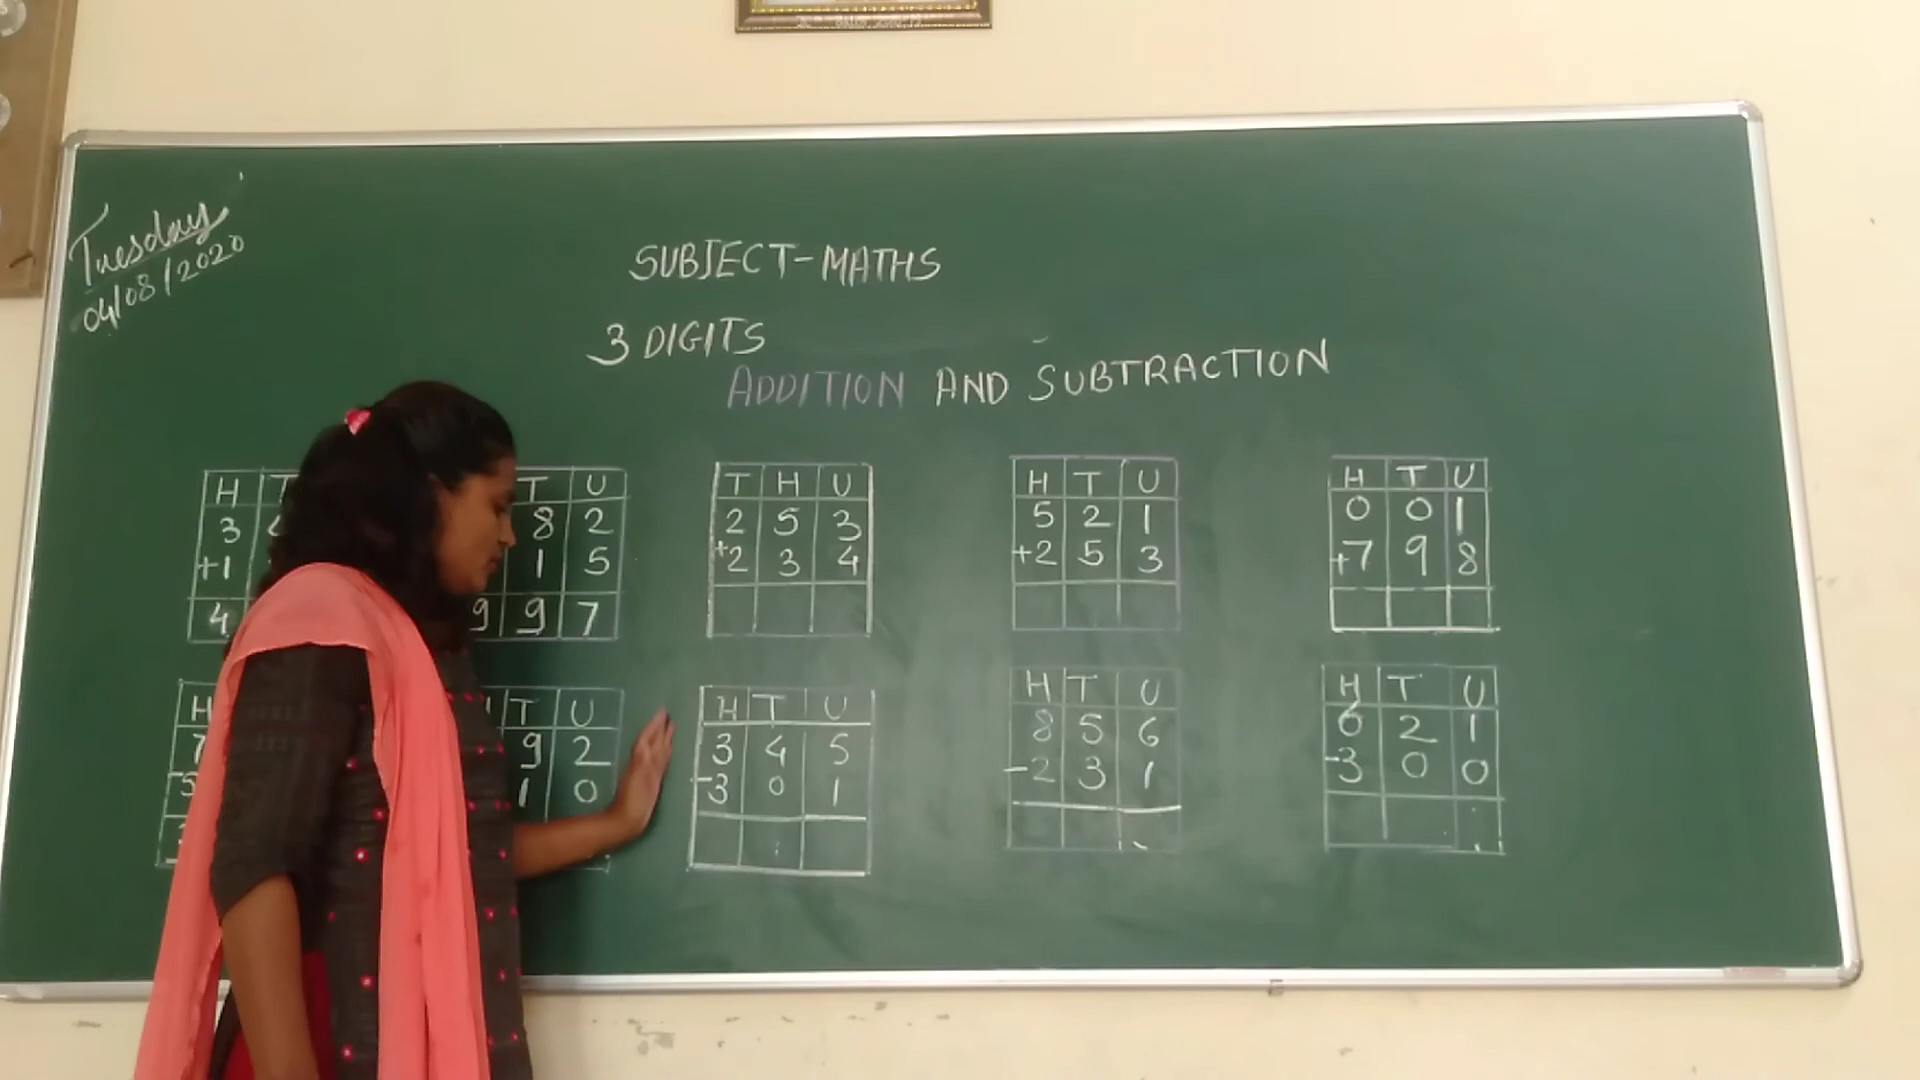 Tuesday
04/08/2020
SUBJECT-MATHS
3 DIGITS
ADDITION AND SUBTRACTION
H T
3
+1
4
T U
8 2
1 5
9 9 7
T H U
2 5 3
+2 3 4
H T U
5 2 1
+2 5 3
H T U
0 0 1
+7 9 8
H
7
-5
T U
9 2
1 0
H T U
3 4 5
-3 0 1
H T U
8 5 6
-2 3 1
H T U
6 2 1
-3 0 0